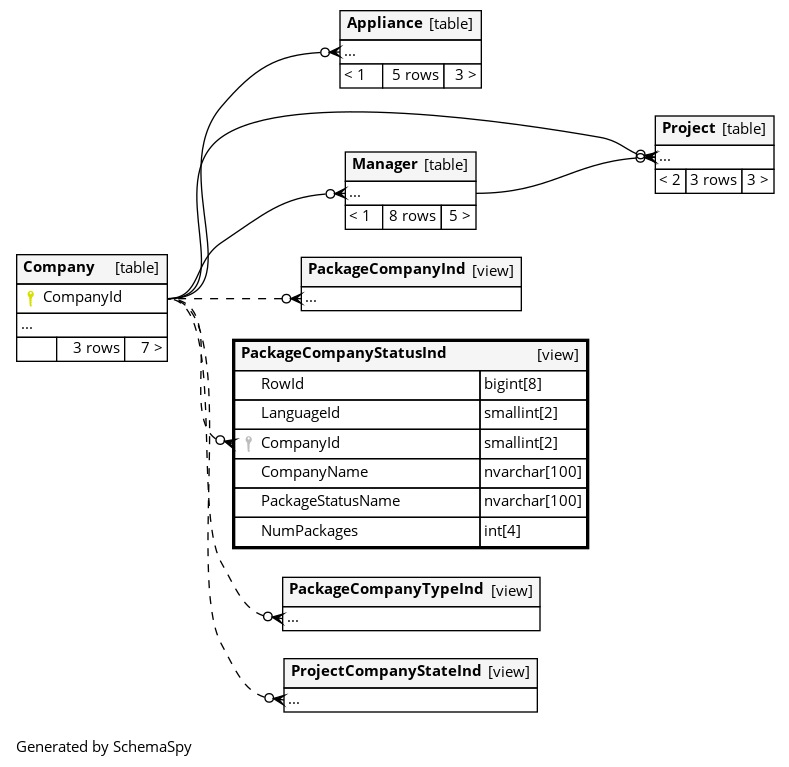 Appliance [table]
...
< 1 5 rows 3 >
Project [table]
...
< 2 3 rows 3 >
Manager [table]
...
< 1 8 rows 5 >
Company [table]
CompanyId
...
3 rows 7 >
PackageCompanyInd [view]
...
PackageCompanyStatusInd [view]
RowId bigint[8]
LanguageId smallint[2]
CompanyId smallint[2]
CompanyName nvarchar[100]
PackageStatusName nvarchar[100]
NumPackages int[4]
PackageCompanyTypeInd [view]
...
ProjectCompanyStateInd [view]
...
Generated by SchemaSpy